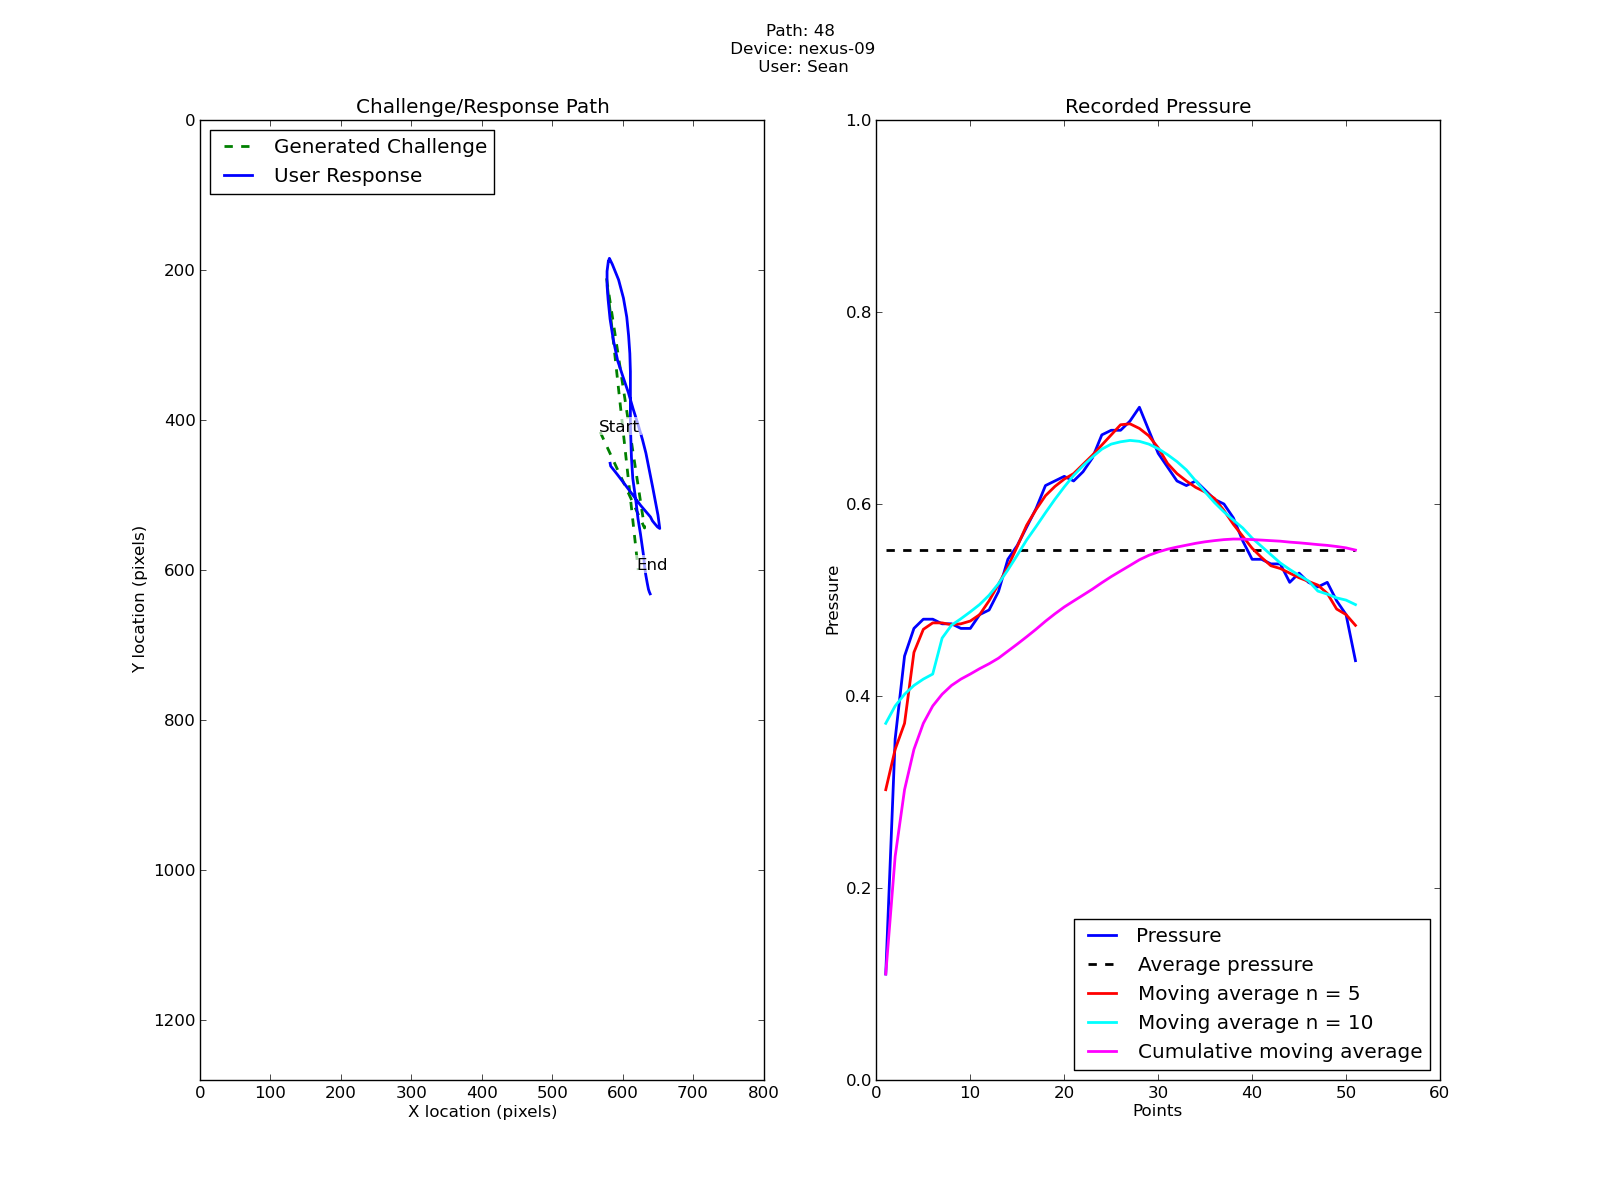 Path: 48
Device: nexus-09
User: Sean
Challenge/Response Path
0
200
400
600
800
1000
1200
Y location (pixels)
Generated Challenge
User Response
Start
End
0 100 200 300 400 500 600 700 800
X location (pixels)
Recorded Pressure
1.0
0.8
0.6
0.4
0.2
0.0
Pressure
Pressure
Average pressure
Moving average n = 5
Moving average n = 10
Cumulative moving average
0 10 20 30 40 50 60
Points